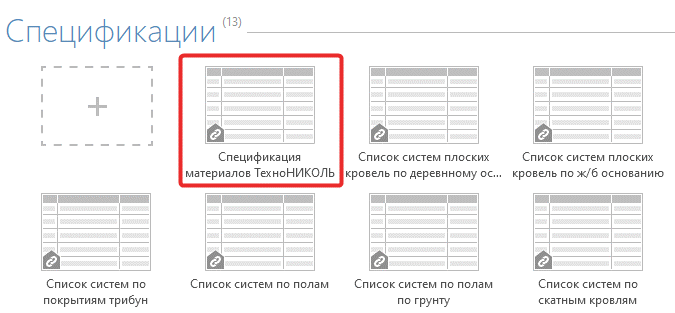 Спецификации (13)
Спецификация
материалов ТехноНИКОЛЬ
Список систем плоских
кровель по деревнному ос...
Список систем плоских
кровель по ж/б основанию
Список систем по
покрытиям трибун
Список систем по полам
Список систем по полам
по грунту
Список систем по
скатным кровлям